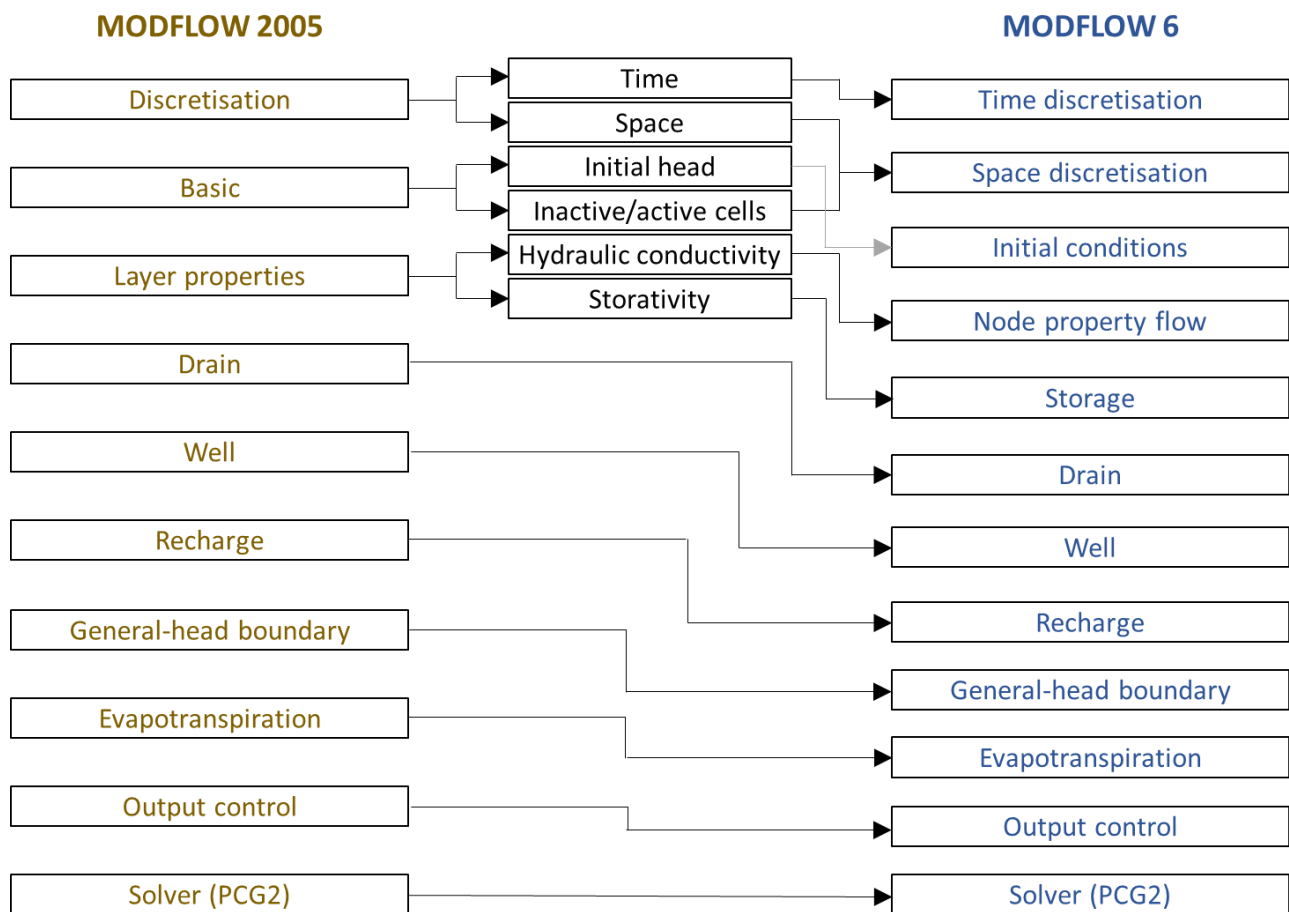 MODFLOW 2005
MODFLOW 6
Discretisation
Basic
Layer properties
Drain
Well
Recharge
General-head boundary
Evapotranspiration
Output control
Solver (PCG2)
Time
Space
Initial head
Inactive/active cells
Hydraulic conductivity
Storativity
Time discretisation
Space discretisation
Initial conditions
Node property flow
Storage
Drain
Well
Recharge
General-head boundary
Evapotranspiration
Output control
Solver (PCG2)